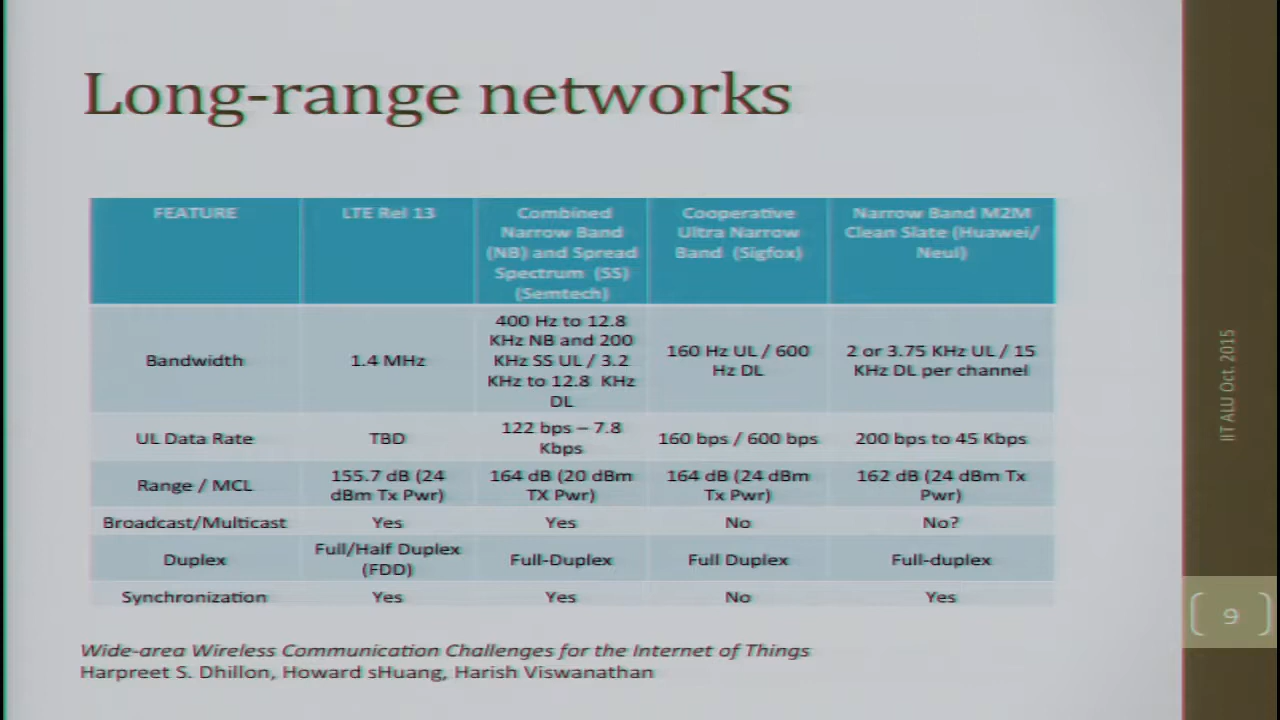 Long-range networks
FEATURE
LTE Rel 13
Combined
Narrow Band
(NB) and Spread
Spectrum (SS)
(Semtech)
Cooperative
Ultra Narrow
Band (Sigfox)
Narrow Band M2M
Clean Slate (Huawei/
Neul)
Bandwidth
1.4 MHz
400 Hz to 12.8
KHz NB and 200
KHz SS UL / 3.2
KHz to 12.8 KHz
DL
160 Hz UL / 600
Hz DL
2 or 3.75 KHz UL / 15
KHz DL per channel
UL Data Rate
TBD
122 bps – 7.8
Kbps
160 bps / 600 bps
200 bps to 45 Kbps
Range / MCL
155.7 dB (24
dBm Tx Pwr)
164 dB (20 dBm
TX Pwr)
164 dB (24 dBm
Tx Pwr)
162 dB (24 dBm Tx
Pwr)
Broadcast/Multicast
Yes
Yes
No
No?
Duplex
Full/Half Duplex
(FDD)
Full-Duplex
Full Duplex
Full-duplex
Synchronization
Yes
Yes
No
Yes
Wide-area Wireless Communication Challenges for the Internet of Things
Harpreet S. Dhillon, Howard sHuang, Harish Viswanathan
IIT ALU Oct. 2015
9